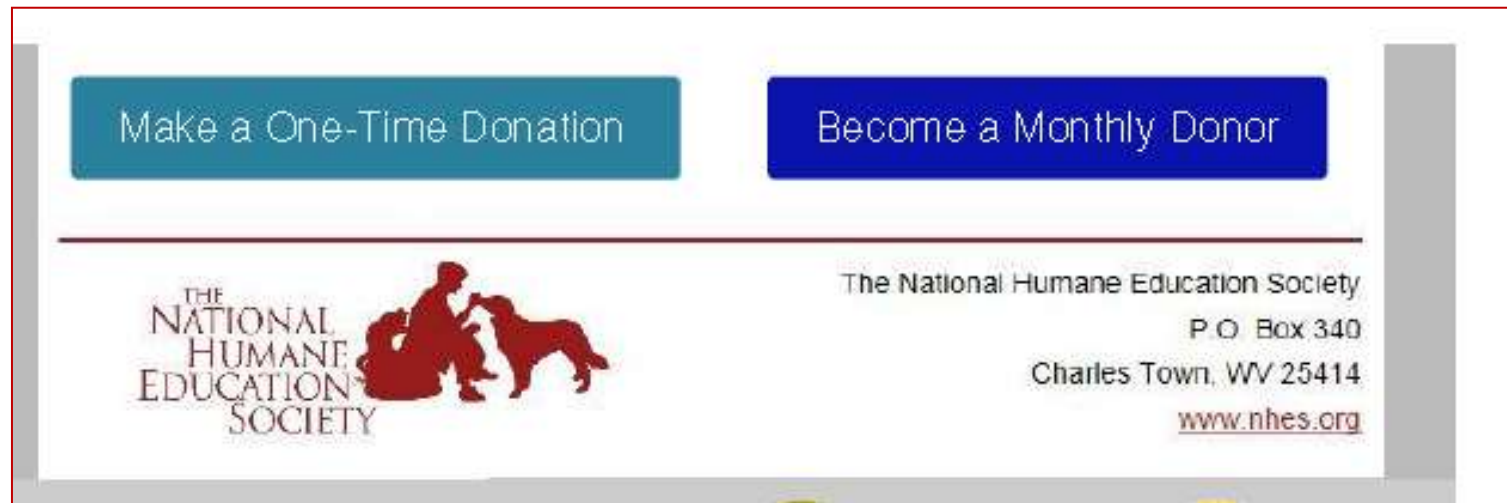 Make a One-Time Donation
Become a Monthly Donor
THE
NATIONAL
HUMANE
EDUCATION
SOCIETY
The National Humane Education Society
P.O. Box 340
Charles Town, WV 25414
www.nhes.org